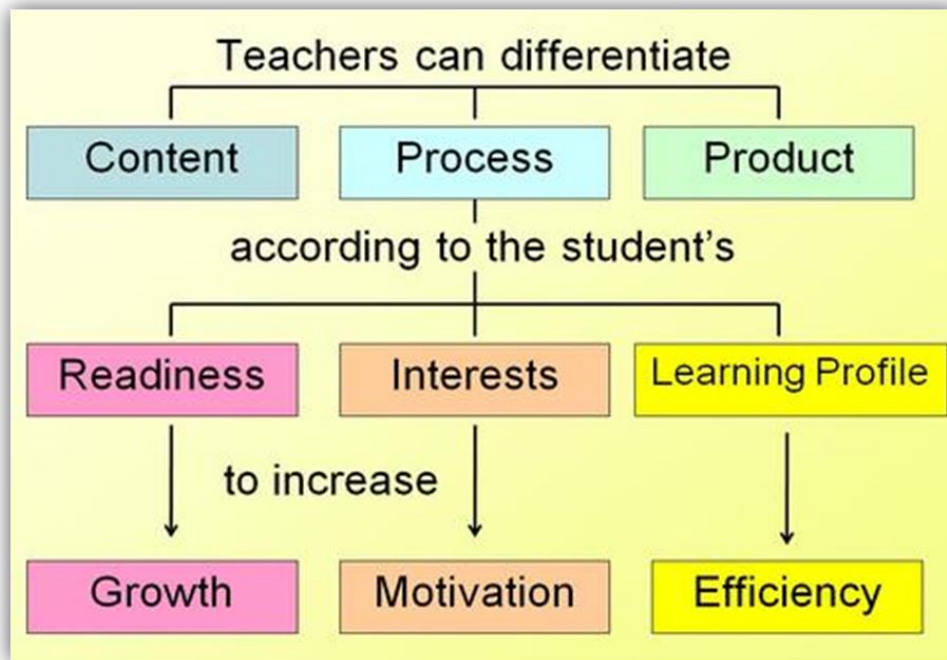 Teachers can differentiate
Content Process Product
according to the student's
Readiness Interests Learning Profile
to increase
Growth Motivation Efficiency